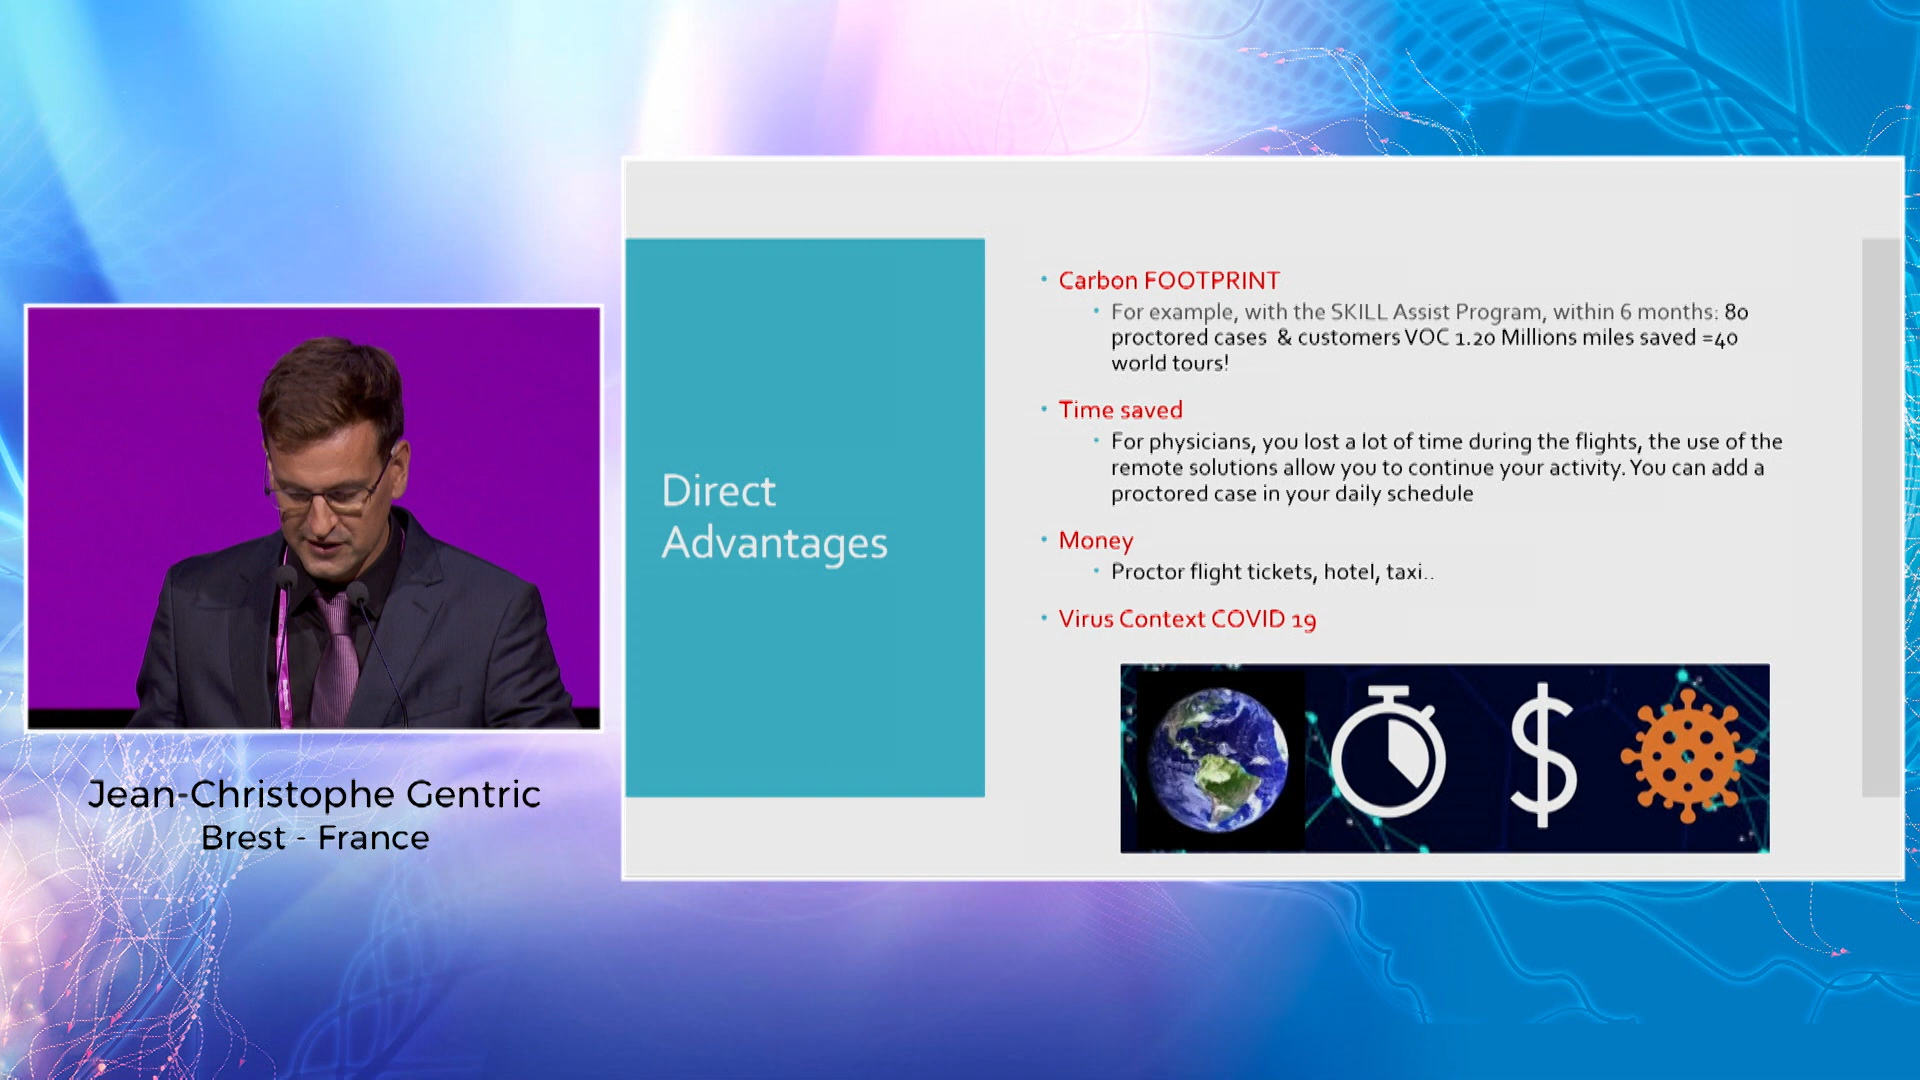 Jean-Christophe Gentric
Brest - France
Direct
Advantages
• Carbon FOOTPRINT
• For example, with the SKILL Assist Program, within 6 months: 80
proctored cases & customers VOC 1.20 Millions miles saved =40
world tours!
• Time saved
• For physicians, you lost a lot of time during the flights, the use of the
remote solutions allow you to continue your activity. You can add a
proctored case in your daily schedule
• Money
• Proctor flight tickets, hotel, taxi..
• Virus Context COVID 19
$